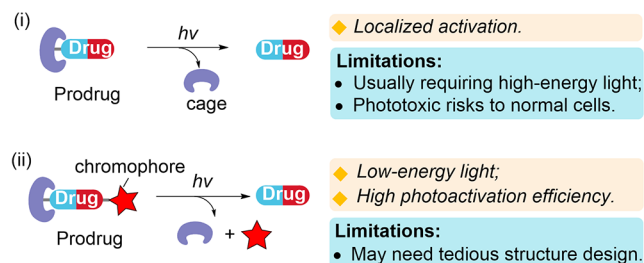 (i)
Drug
Prodrug
hv
cage
Drug
◆ Localized activation.
Limitations:
• Usually requiring high-energy light;
• Phototoxic risks to normal cells.
(ii)
chromophore
Drug
Prodrug
hv
+
Drug
◆ Low-energy light;
◆ High photoactivation efficiency.
Limitations:
• May need tedious structure design.